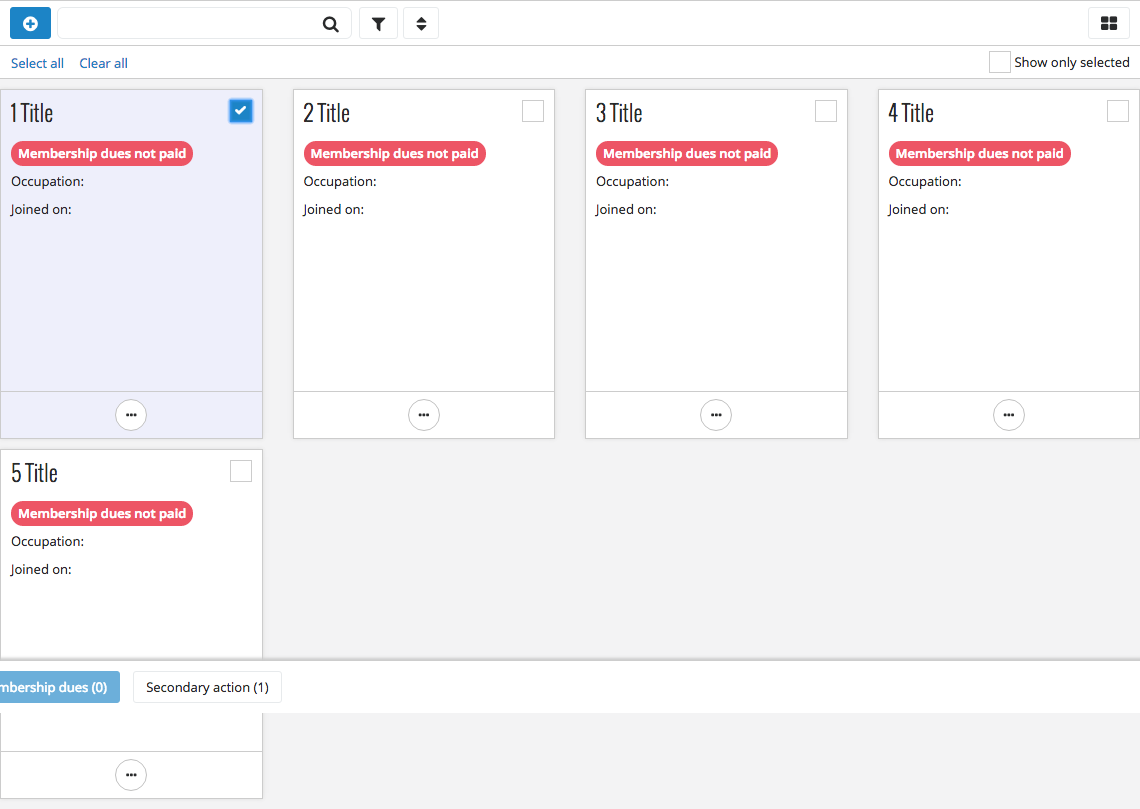 Select all Clear all Show only selected
1 Title
Membership dues not paid
Occupation:
Joined on:
2 Title
Membership dues not paid
Occupation:
Joined on:
3 Title
Membership dues not paid
Occupation:
Joined on:
4 Title
Membership dues not paid
Occupation:
Joined on:
5 Title
Membership dues not paid
Occupation:
Joined on:
mbership dues (0) Secondary action (1)